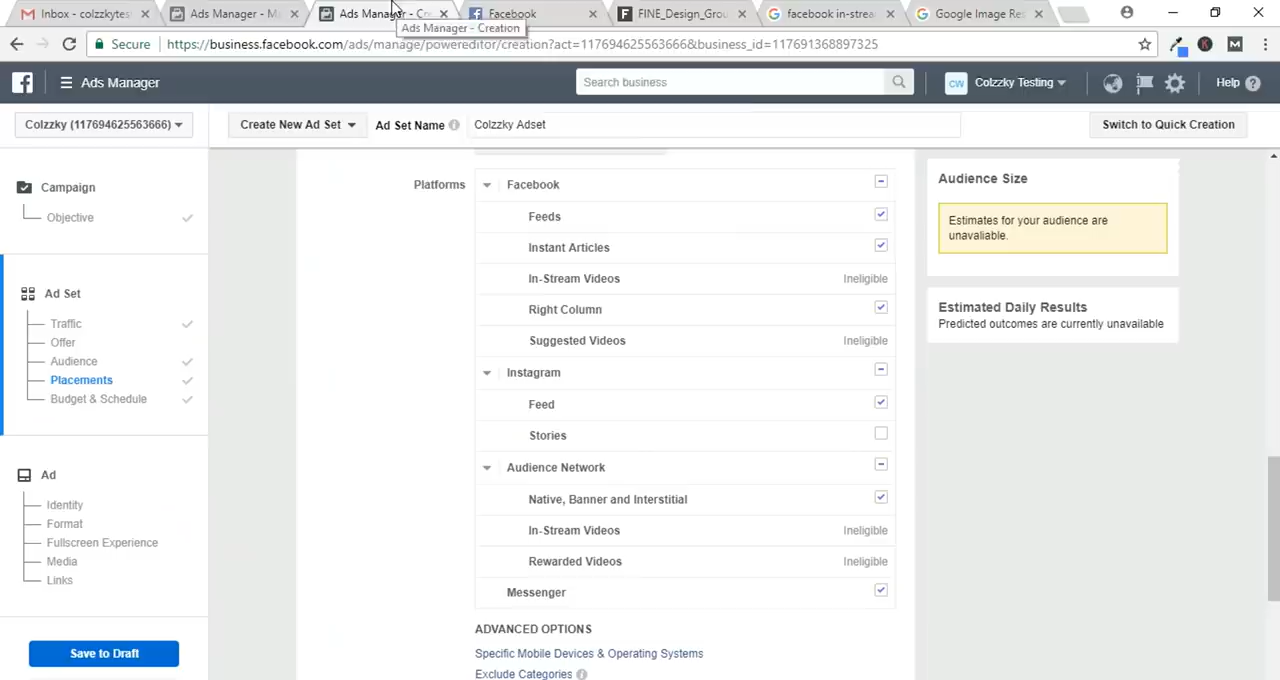 Inbox - colzzkytes
Ads Manager - M
Ads Manager - Cre
Facebook
FINE_Design_Grou
facebook in-stream
Google Image Res
Ads Manager - Creation
Secure
https://business.facebook.com/ads/manage/powereditor/creation?act=117694625563666&business_id=117691368897325
Ads Manager
Search business
CW
Colzzky Testing
Help
Colzzky (117694625563666)
Create New Ad Set
Ad Set Name
Colzzky Adset
Switch to Quick Creation
Campaign
Objective
Ad Set
Traffic
Offer
Audience
Placements
Budget & Schedule
Ad
Identity
Format
Fullscreen Experience
Media
Links
Save to Draft
Platforms
Facebook
Feeds
Instant Articles
In-Stream Videos Ineligible
Right Column
Suggested Videos Ineligible
Instagram
Feed
Stories
Audience Network
Native, Banner and Interstitial
In-Stream Videos Ineligible
Rewarded Videos Ineligible
Messenger
ADVANCED OPTIONS
Specific Mobile Devices & Operating Systems
Exclude Categories
Audience Size
Estimates for your audience are
unavaliable.
Estimated Daily Results
Predicted outcomes are currently unavailable